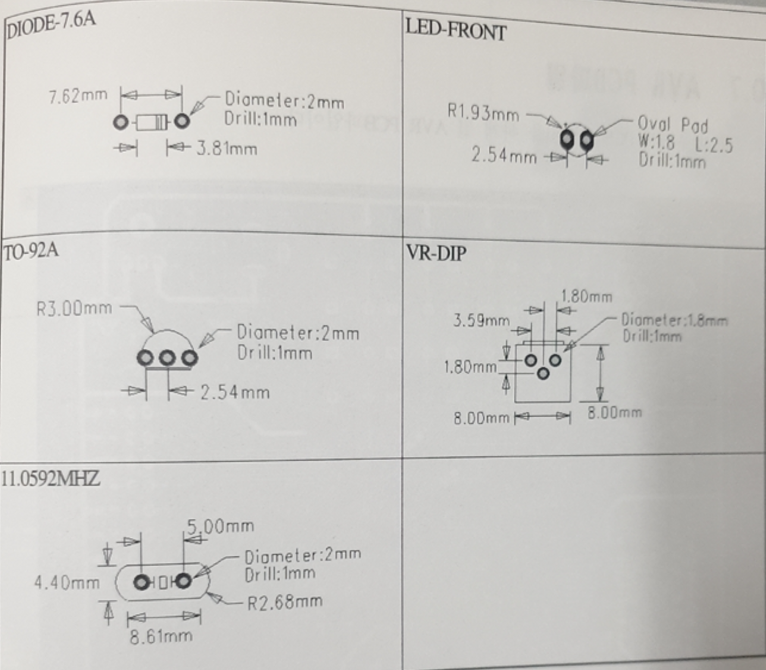 DIODE-7.6A
7.62mm
Diameter:2mm
Drill:1mm
3.81mm
LED-FRONT
R1.93mm
Oval Pad
W:1.8 L:2.5
2.54mm
Drill:1mm
TO-92A
R3.00mm
Diameter:2mm
Drill:1mm
2.54mm
VR-DIP
1.80mm
3.59mm
Diameter:1.8mm
Drill:1mm
1.80mm
8.00mm
8.00mm
11.0592MHZ
5.00mm
Diameter:2mm
Drill:1mm
4.40mm
R2.68mm
8.61mm